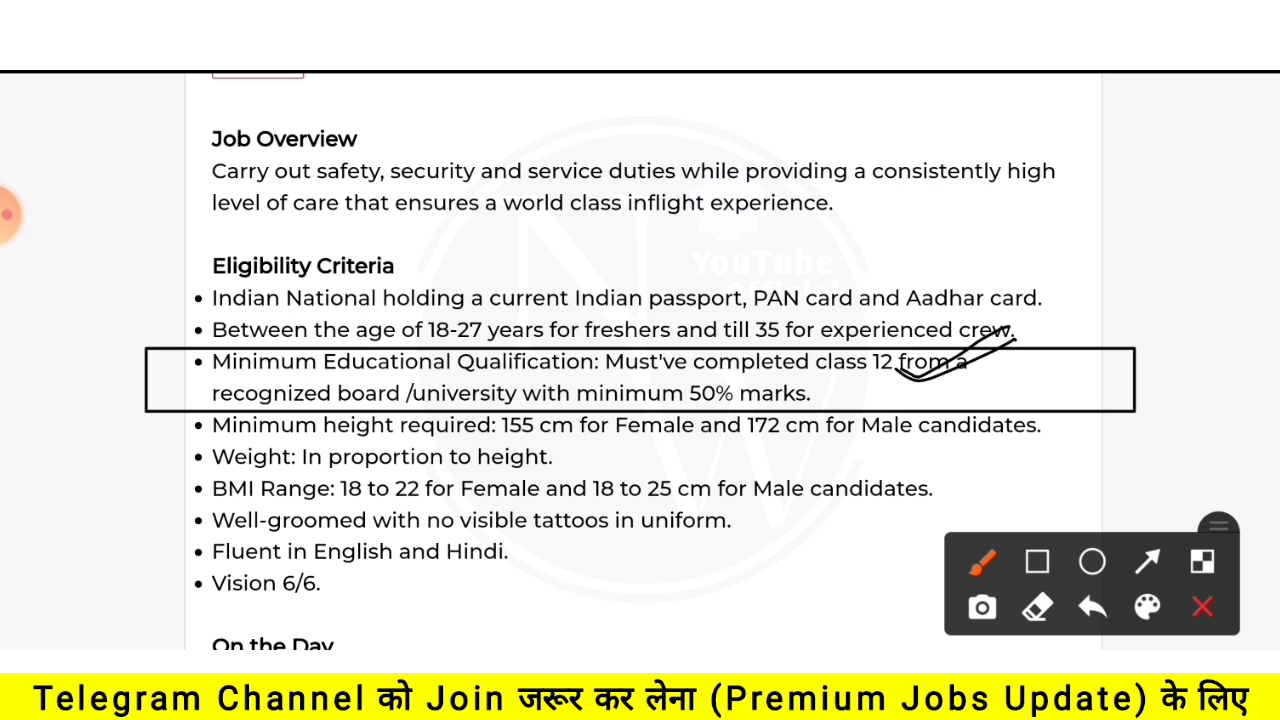 Job Overview
Carry out safety, security and service duties while providing a consistently high
level of care that ensures a world class inflight experience.
Eligibility Criteria
Indian National holding a current Indian passport, PAN card and Aadhar card.
Between the age of 18-27 years for freshers and till 35 for experienced crew.
Minimum Educational Qualification: Must've completed class 12 from a
recognized board /university with minimum 50% marks.
Minimum height required: 155 cm for Female and 172 cm for Male candidates.
Weight: In proportion to height.
BMI Range: 18 to 22 for Female and 18 to 25 cm for Male candidates.
Well-groomed with no visible tattoos in uniform.
Fluent in English and Hindi.
Vision 6/6.
On the Day
YouTube
Telegram Channel को Join जरूर कर लेना (Premium Jobs Update) के लिए